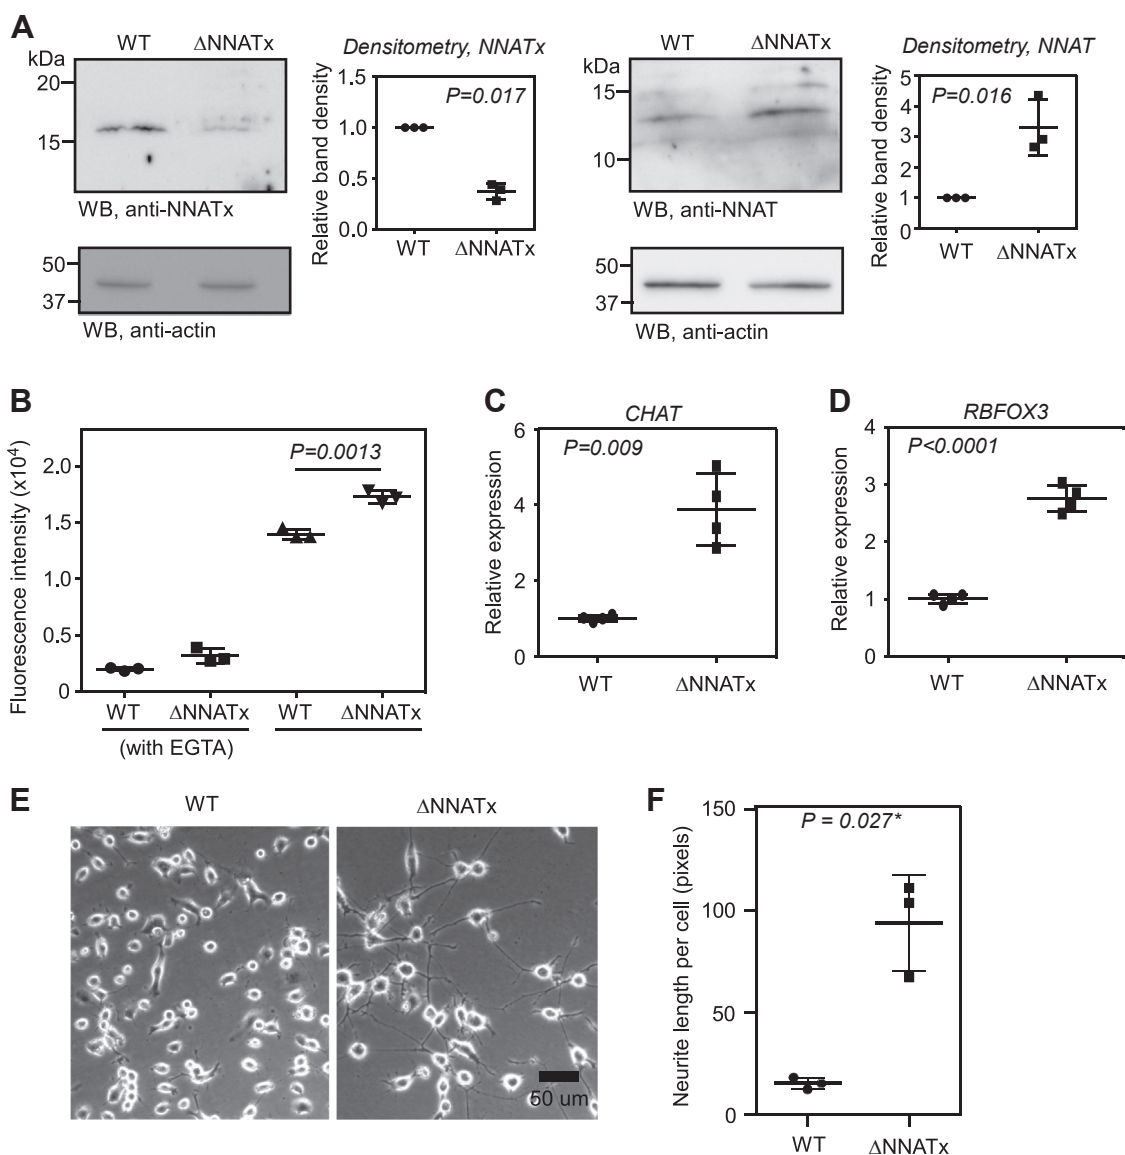 A
WT ΔNNATx
kDa
20
15
WB, anti-NNATx
50
37
WB, anti-actin
Densitometry, NNATx
Relative band density
1.5
1.0
0.5
0.0
P=0.017
WT ΔNNATx
WT ΔNNATx
kDa
15
10
WB, anti-NNAT
50
37
WB, anti-actin
Densitometry, NNAT
Relative band density
5
4
3
2
1
0
P=0.016
WT ΔNNATx
B
Fluorescence intensity (x10⁴)
2.0
1.5
1.0
0.5
0
P=0.0013
WT ΔNNATx WT ΔNNATx
(with EGTA)
C
CHAT
Relative expression
6
4
2
0
P=0.009
WT ΔNNATx
D
RBFOX3
Relative expression
4
3
2
1
0
P<0.0001
WT ΔNNATx
E
WT ΔNNATx
50 um
F
Neurite length per cell (pixels)
150
100
50
0
P = 0.027*
WT ΔNNATx